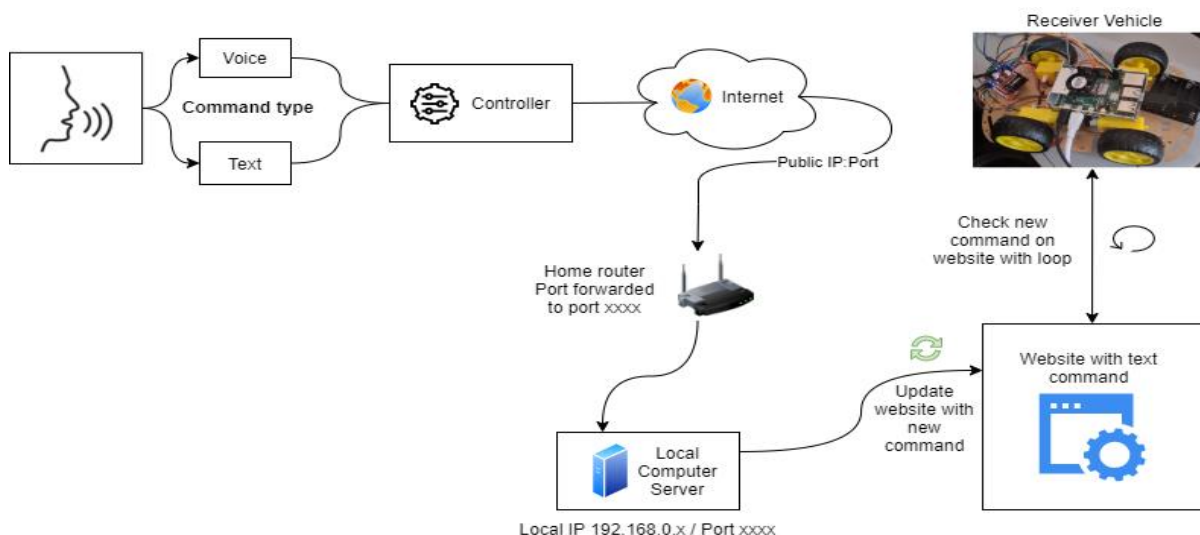 Receiver Vehicle
Voice
Command type
Text
Controller
Internet
Public IP:Port
Home router
Port forwarded
to port xxxx
Check new
command on
website with loop
Local
Computer
Server
Local IP 192.168.0.x / Port xxxx
Update
website with
new
command
Website with text
command